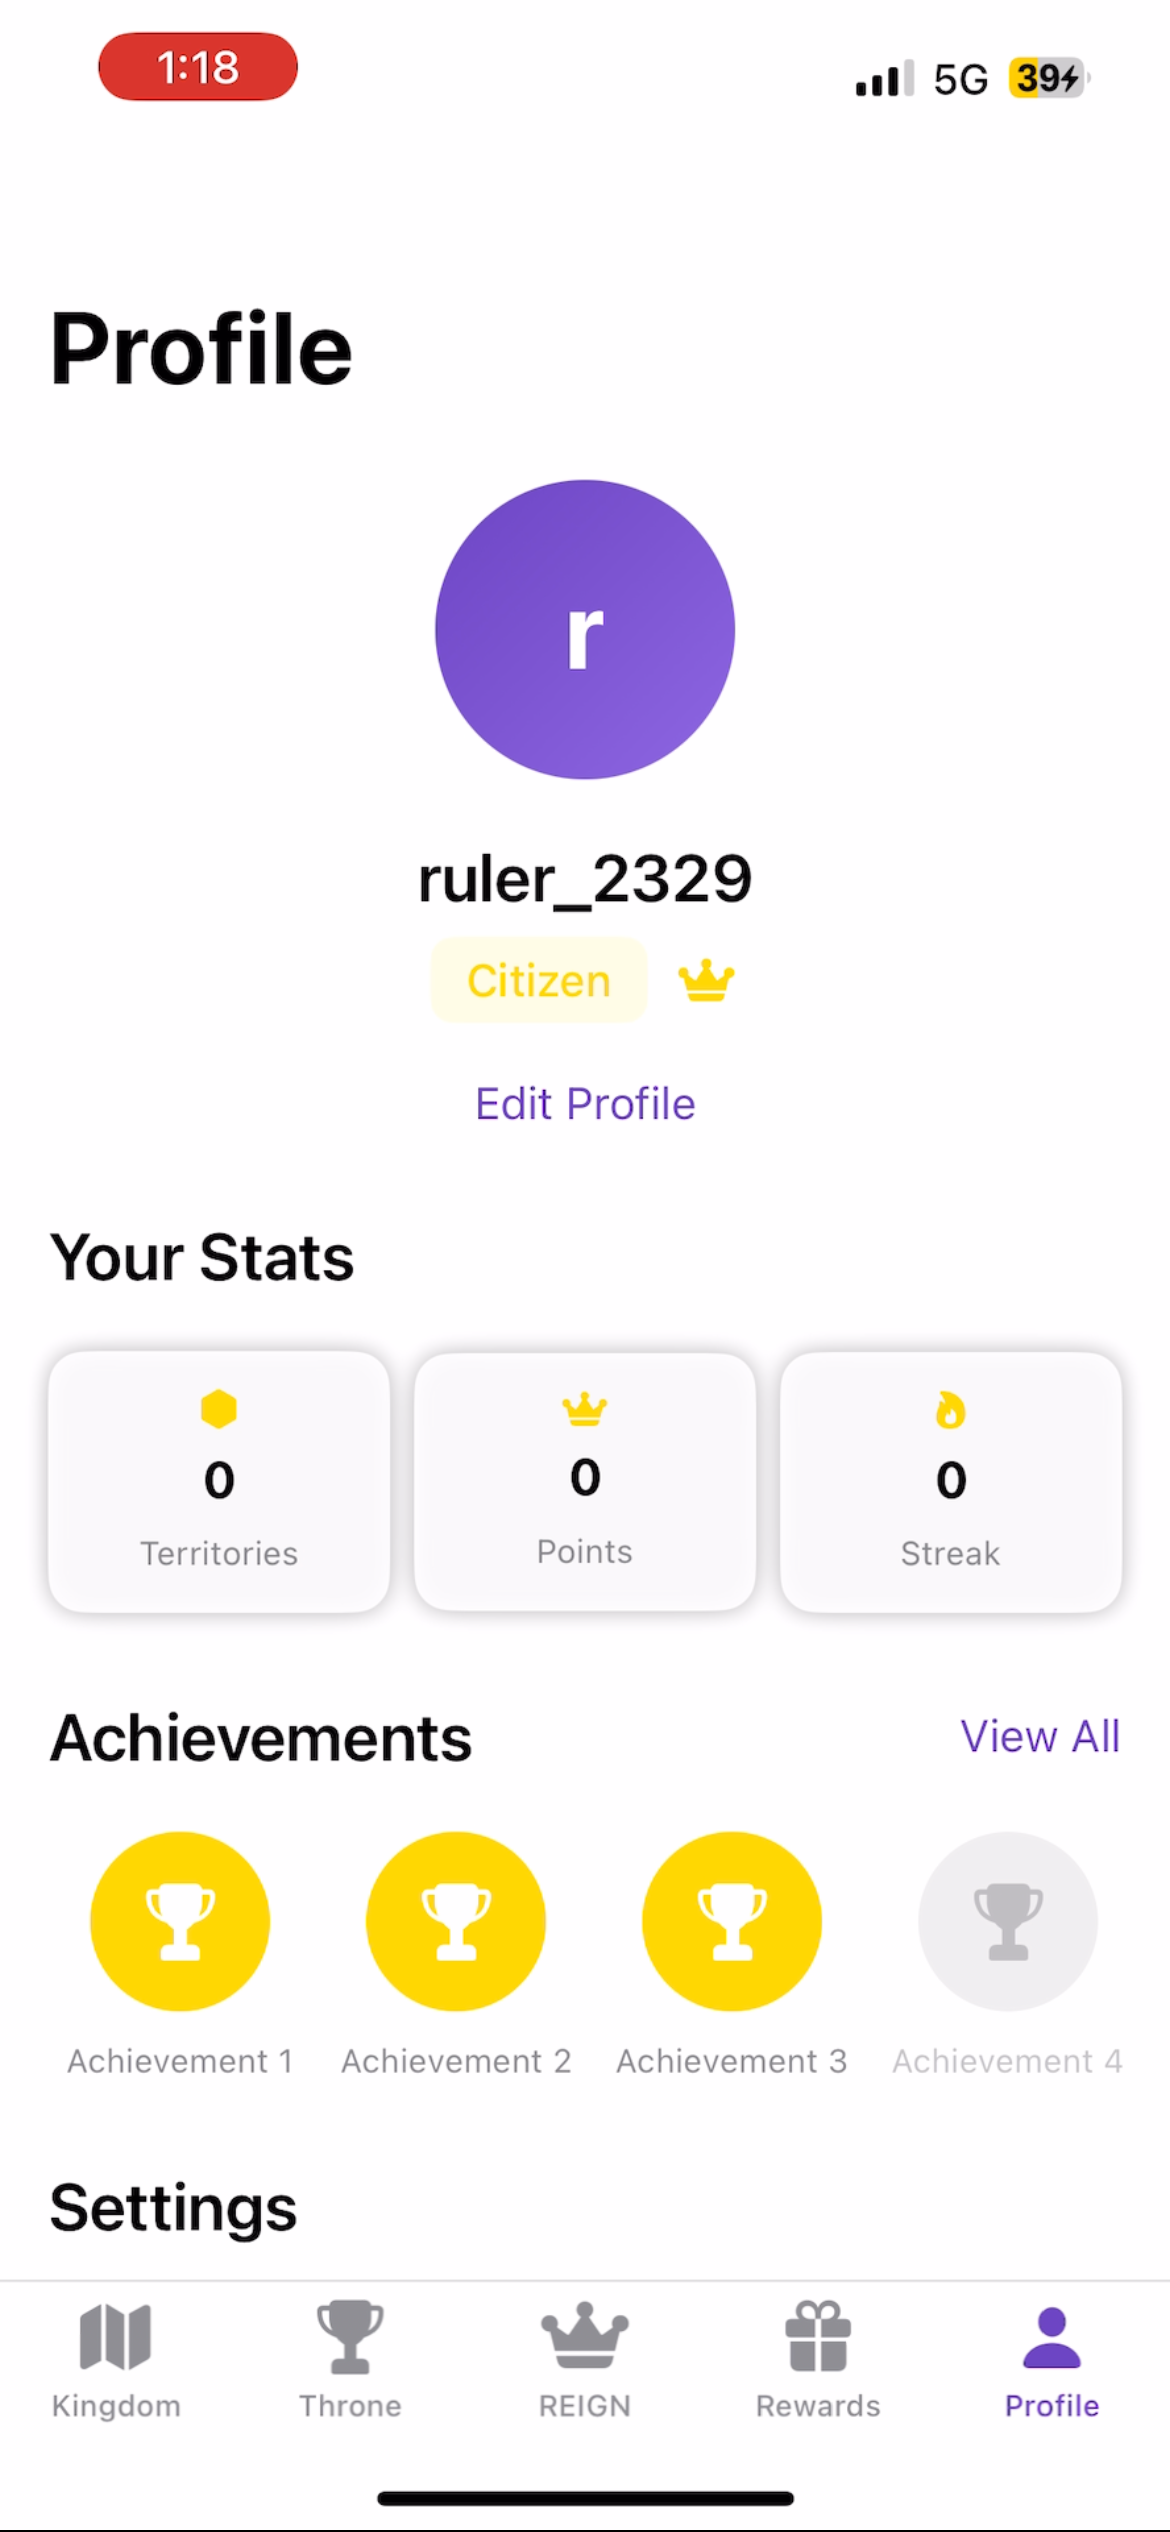 1:18 5G 39
Profile
r
ruler_2329
Citizen
Edit Profile
Your Stats
0 0 0
Territories Points Streak
Achievements View All
Achievement 1 Achievement 2 Achievement 3 Achievement 4
Settings
Kingdom Throne REIGN Rewards Profile